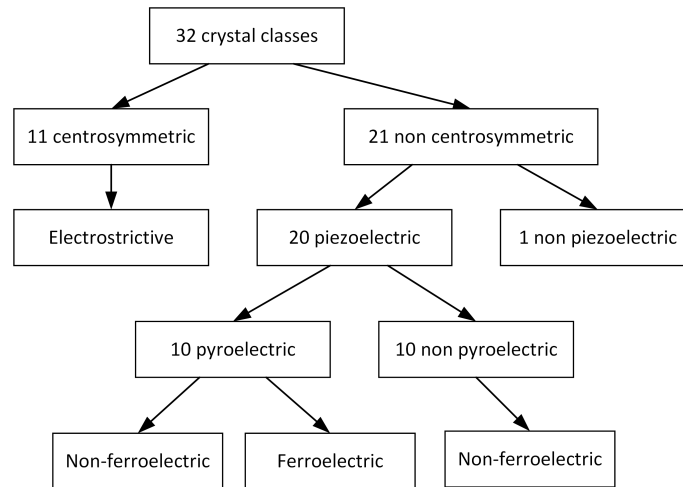 32 crystal classes
11 centrosymmetric
21 non centrosymmetric
Electrostrictive
20 piezoelectric
1 non piezoelectric
10 pyroelectric
10 non pyroelectric
Non-ferroelectric
Ferroelectric
Non-ferroelectric